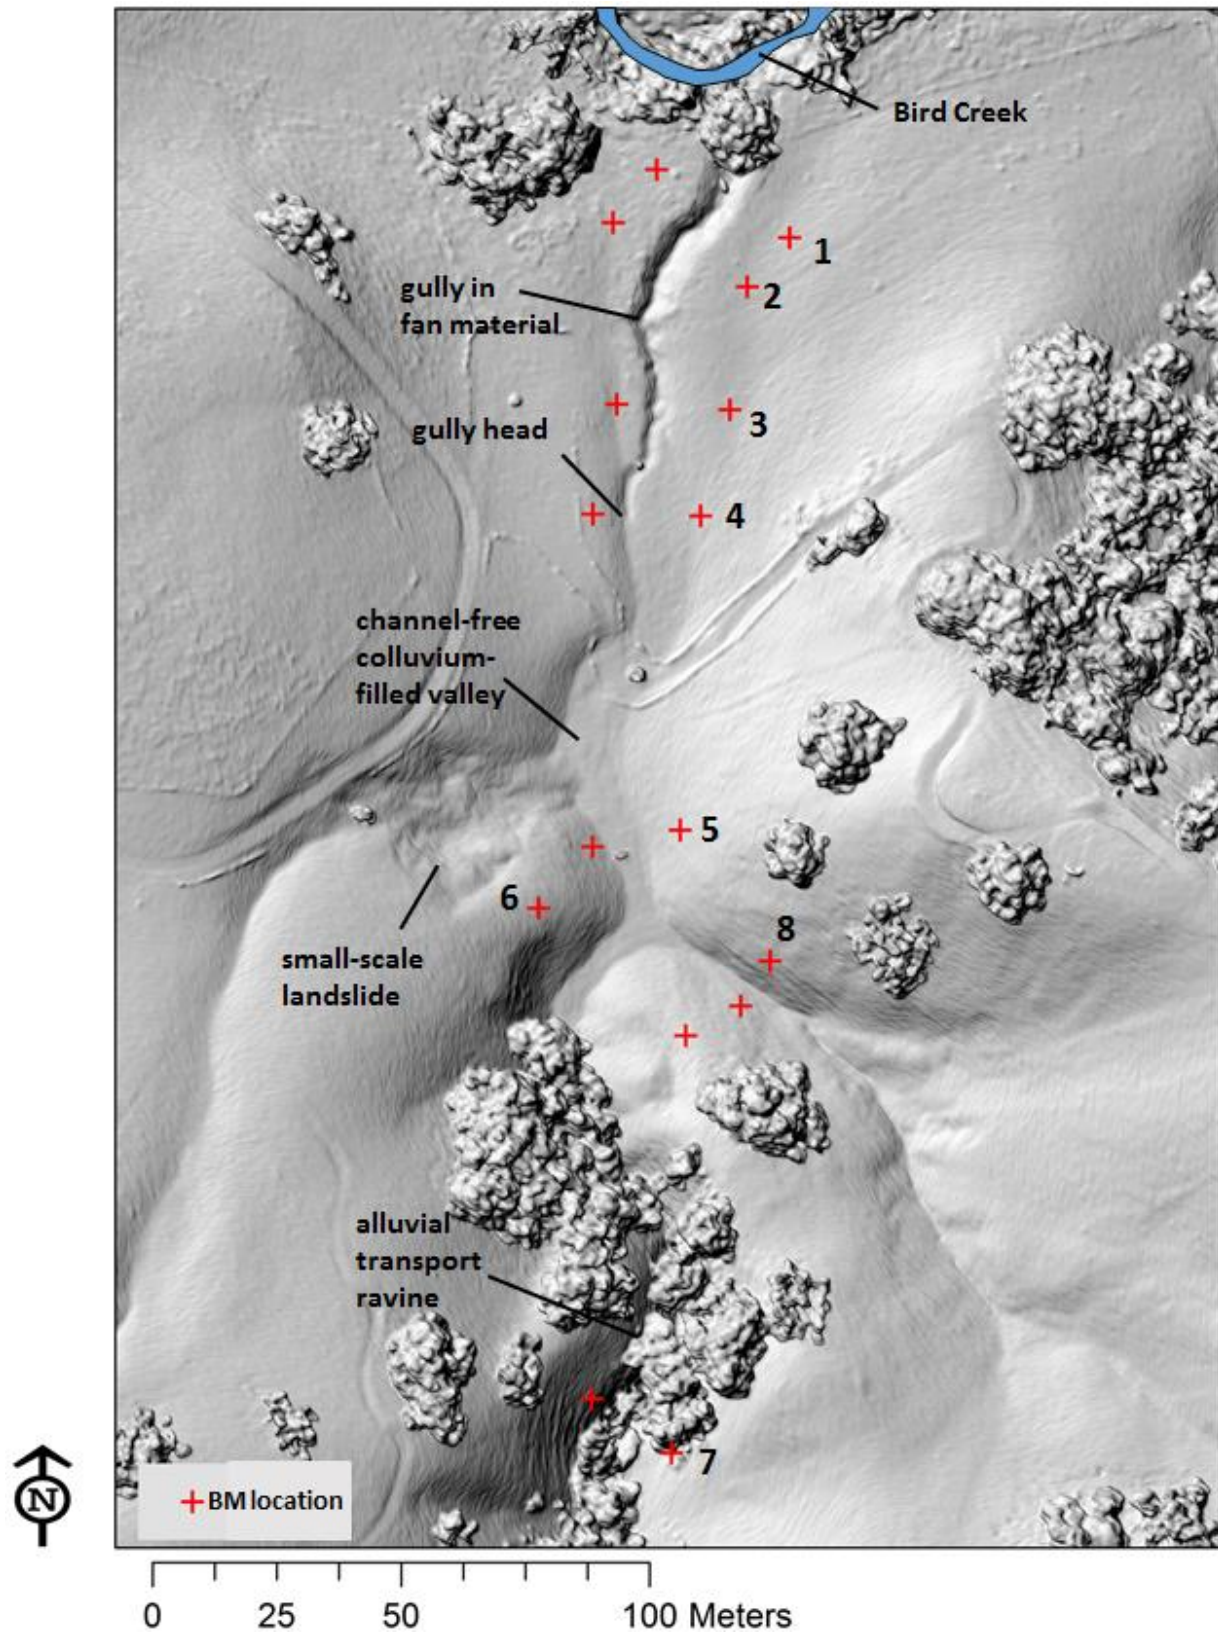 Bird Creek
1
2
gully in
fan material
3
gully head
4
channel-free
colluvium-
filled valley
5
6
8
small-scale
landslide
alluvial
transport
ravine
7
N
BM location
0 25 50 100 Meters